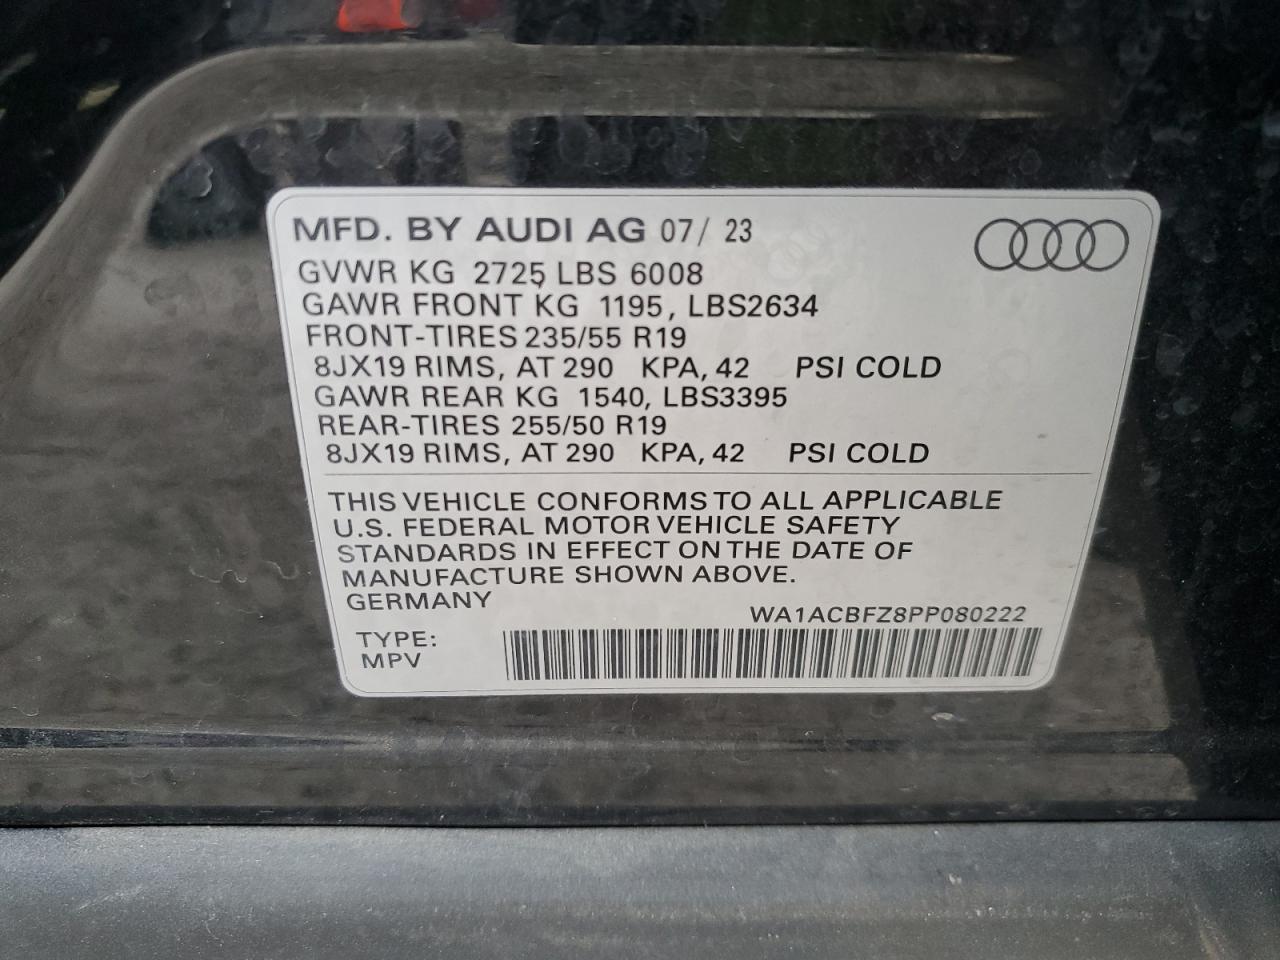 MFD. BY AUDI AG 07/ 23
GVWR KG 2725 LBS 6008
GAWR FRONT KG 1195, LBS2634
FRONT-TIRES 235/55 R19
8JX19 RIMS, AT 290 KPA, 42 PSI COLD
GAWR REAR KG 1540, LBS3395
REAR-TIRES 255/50 R19
8JX19 RIMS, AT 290 KPA, 42 PSI COLD
THIS VEHICLE CONFORMS TO ALL APPLICABLE
U.S. FEDERAL MOTOR VEHICLE SAFETY
STANDARDS IN EFFECT ON THE DATE OF
MANUFACTURE SHOWN ABOVE.
GERMANY
WA1ACBFZ8PP080222
TYPE:
MPV